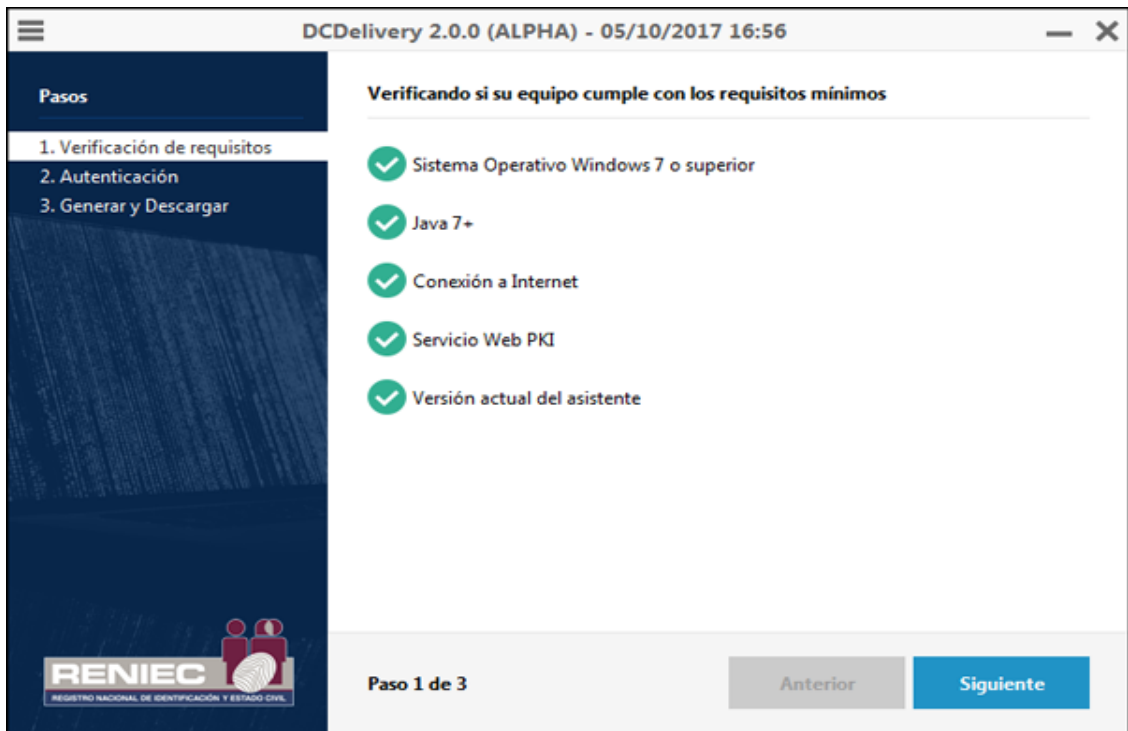 DCDelivery 2.0.0 (ALPHA) - 05/10/2017 16:56
Pasos
1. Verificación de requisitos
2. Autenticación
3. Generar y Descargar
Verificando si su equipo cumple con los requisitos mínimos
Sistema Operativo Windows 7 o superior
Java 7+
Conexión a Internet
Servicio Web PKI
Versión actual del asistente
RENIEC
REGISTRO NACIONAL DE IDENTIFICACIÓN Y ESTADO CIVIL
Paso 1 de 3
Anterior
Siguiente